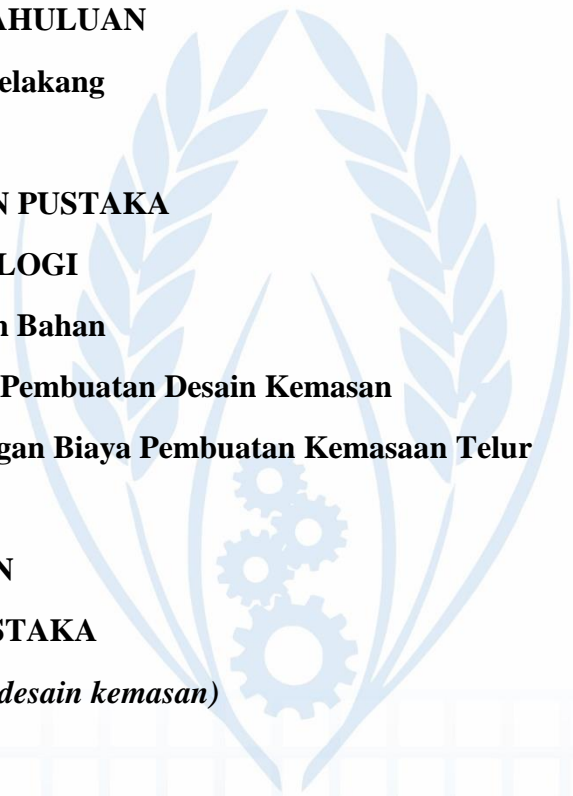 AHULUAN
elakang
N PUSTAKA
LOGI
n Bahan
Pembuatan Desain Kemasan
gan Biaya Pembuatan Kemasaan Telur
N
STAKA
desain kemasan)